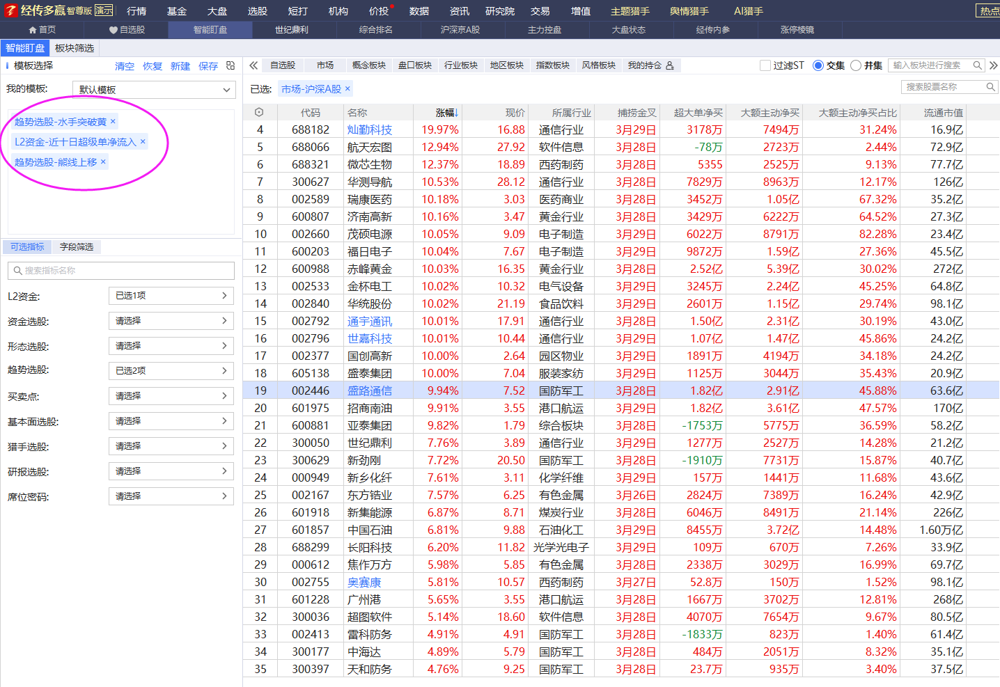 经传多赢 智尊版 演示 行情 基金 大盘 选股 短打 机构 价投 数据 资讯 研究院 交易 增值 主题猎手 舆情猎手 AI猎手 热点
首页 自选股 智能盯盘 世纪鼎利 综合排名 沪深京A股 主力控盘 大盘状态 经传内参 涨停棱镜
智能盯盘 板块筛选
模板选择 清空 恢复 新建 保存
我的模板: 默认模板
趋势选股-水手突破黄 ×
L2资金-近十日超级单净流入 ×
趋势选股-熊线上移 ×
可选指标 字段筛选
搜索指标名称
L2资金: 已选1项
资金选股: 请选择
形态选股: 请选择
趋势选股: 已选2项
买卖点: 请选择
基本面选股: 请选择
猎手选股: 请选择
研报选股: 请选择
席位密码: 请选择
自选股 市场 概念板块 盘口板块 行业板块 地区板块 指数板块 风格板块 我的持仓 过滤ST 交集 并集 输入板块进行搜索
已选: 市场-沪深A股 × 搜索股票名称
代码 名称 涨幅↓ 现价 所属行业 捕捞金叉 超大单净买 大额主动净买 大额主动净买占比 流通市值
4 688182 灿勤科技 19.97% 16.88 通信行业 3月29日 3178万 7494万 31.24% 16.9亿
5 688066 航天宏图 12.94% 27.92 软件信息 3月28日 -78万 2723万 2.44% 72.9亿
6 688321 微芯生物 12.37% 18.89 西药制药 3月28日 5355 2525万 9.13% 77.7亿
7 300627 华测导航 10.53% 28.12 通信行业 3月28日 7829万 8963万 12.17% 126亿
8 002589 瑞康医药 10.18% 3.03 医药商业 3月28日 3452万 1.05亿 67.32% 35.2亿
9 600807 济南高新 10.16% 3.47 黄金行业 3月28日 3429万 6222万 64.52% 27.3亿
10 002660 茂硕电源 10.05% 9.09 电子制造 3月29日 6022万 8791万 82.28% 23.4亿
11 600203 福日电子 10.04% 7.67 电子制造 3月29日 9872万 1.59亿 27.36% 45.5亿
12 600988 赤峰黄金 10.03% 16.35 黄金行业 3月28日 2.52亿 5.39亿 30.02% 272亿
13 002533 金杯电工 10.02% 10.32 电气设备 3月29日 3245万 2.24亿 45.25% 64.8亿
14 002840 华统股份 10.02% 21.19 食品饮料 3月29日 2601万 1.15亿 29.74% 98.1亿
15 002792 通宇通讯 10.01% 17.91 通信行业 3月28日 1.50亿 2.31亿 30.19% 43.0亿
16 002796 世嘉科技 10.01% 10.44 通信行业 3月28日 1.07亿 1.47亿 45.86% 24.2亿
17 002377 国创高新 10.00% 2.64 园区物业 3月29日 1891万 4194万 34.18% 24.2亿
18 605138 盛泰集团 10.00% 7.04 服装家纺 3月29日 1125万 3044万 35.43% 20.9亿
19 002446 盛路通信 9.94% 7.52 国防军工 3月28日 1.82亿 2.91亿 45.88% 63.6亿
20 601975 招商南油 9.91% 3.55 港口航运 3月29日 1.82亿 3.61亿 47.57% 170亿
21 600881 亚泰集团 9.82% 1.79 综合板块 3月28日 -1753万 5775万 36.59% 58.2亿
22 300050 世纪鼎利 7.76% 3.89 通信行业 3月29日 1277万 2527万 14.28% 21.2亿
23 300629 新劲刚 7.72% 20.50 国防军工 3月28日 -1910万 7731万 15.87% 40.7亿
24 000949 新乡化纤 7.61% 3.11 化学纤维 3月29日 157万 1441万 11.68% 43.6亿
25 002167 东方锆业 7.57% 6.25 有色金属 3月26日 2824万 7389万 16.24% 42.9亿
26 601918 新集能源 6.87% 8.71 煤炭行业 3月28日 6046万 8491万 21.14% 226亿
27 601857 中国石油 6.81% 9.88 石油化工 3月29日 8455万 3.72亿 14.48% 1.60万亿
28 688299 长阳科技 6.20% 11.82 光学光电子 3月28日 109万 670万 7.26% 33.9亿
29 000612 焦作万方 5.98% 5.85 有色金属 3月28日 2338万 3029万 16.99% 69.7亿
30 002755 奥赛康 5.81% 10.57 西药制药 3月27日 52.8万 150万 1.52% 98.1亿
31 601228 广州港 5.65% 3.55 港口航运 3月28日 1667万 3702万 12.81% 268亿
32 300036 超图软件 5.14% 18.60 软件信息 3月28日 4070万 7654万 9.67% 80.5亿
33 002413 雷科防务 4.91% 4.91 国防军工 3月28日 -1833万 823万 1.40% 61.4亿
34 300177 中海达 4.89% 5.79 国防军工 3月28日 484万 2051万 8.32% 35.1亿
35 300397 天和防务 4.76% 9.25 国防军工 3月28日 23.7万 935万 3.40% 37.5亿